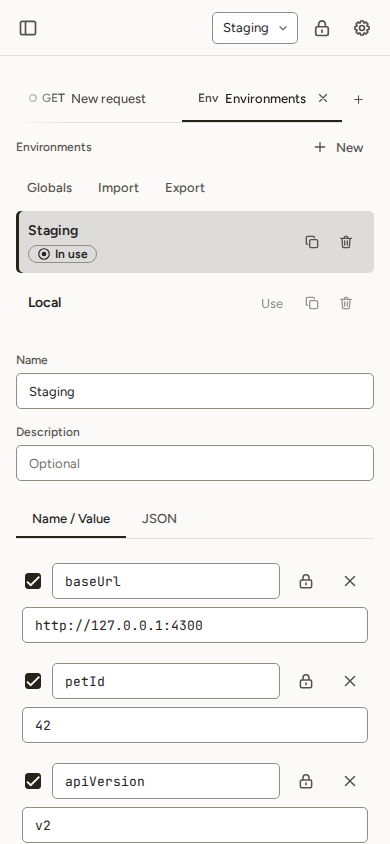 Staging
GET New request
Env Environments
Environments
New
Globals Import Export
Staging
In use
Local
Use
Name
Staging
Description
Optional
Name / Value JSON
baseUrl
http://127.0.0.1:4300
petId
42
apiVersion
v2